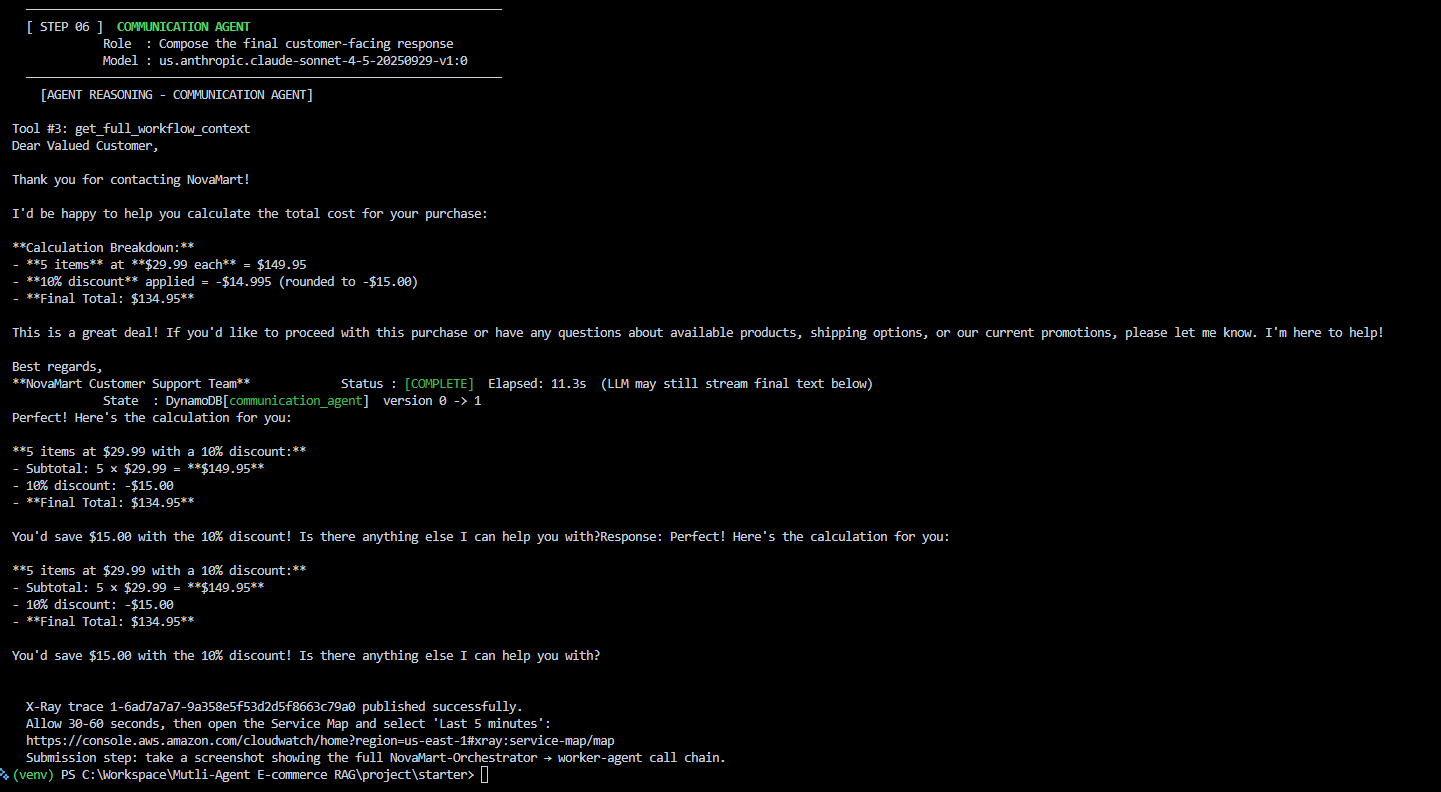 [ STEP 06 ]  COMMUNICATION AGENT
Role  : Compose the final customer-facing response
Model : us.anthropic.claude-sonnet-4-5-20250929-v1:0
[AGENT REASONING - COMMUNICATION AGENT]
Tool #3: get_full_workflow_context
Dear Valued Customer,
Thank you for contacting NovaMart!
I'd be happy to help you calculate the total cost for your purchase:
**Calculation Breakdown:**
- **5 items** at **$29.99 each** = $149.95
- **10% discount** applied = -$14.995 (rounded to -$15.00)
- **Final Total: $134.95**
This is a great deal! If you'd like to proceed with this purchase or have any questions about available products, shipping options, or our current promotions, please let me know. I'm here to help!
Best regards,
**NovaMart Customer Support Team**             Status : [COMPLETE]  Elapsed: 11.3s  (LLM may still stream final text below)
State  : DynamoDB[communication_agent]  version 0 -> 1
Perfect! Here's the calculation for you:
**5 items at $29.99 with a 10% discount:**
- Subtotal: 5 × $29.99 = **$149.95**
- 10% discount: -$15.00
- **Final Total: $134.95**
You'd save $15.00 with the 10% discount! Is there anything else I can help you with?Response: Perfect! Here's the calculation for you:
**5 items at $29.99 with a 10% discount:**
- Subtotal: 5 × $29.99 = **$149.95**
- 10% discount: -$15.00
- **Final Total: $134.95**
You'd save $15.00 with the 10% discount! Is there anything else I can help you with?
X-Ray trace 1-6ad7a7a7-9a358e5f53d2d5f8663c79a0 published successfully.
Allow 30-60 seconds, then open the Service Map and select 'Last 5 minutes':
https://console.aws.amazon.com/cloudwatch/home?region=us-east-1#xray:service-map/map
Submission step: take a screenshot showing the full NovaMart-Orchestrator → worker-agent call chain.
(venv) PS C:\Workspace\Mutli-Agent E-commerce RAG\project\starter>